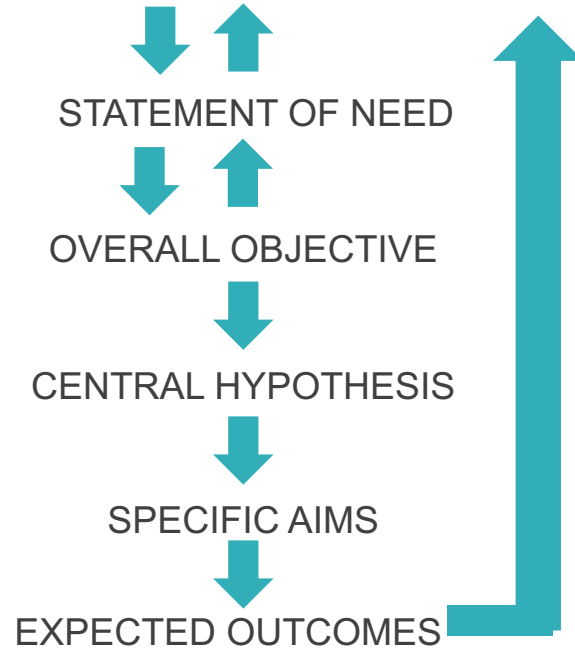 STATEMENT OF NEED
OVERALL OBJECTIVE
CENTRAL HYPOTHESIS
SPECIFIC AIMS
EXPECTED OUTCOMES